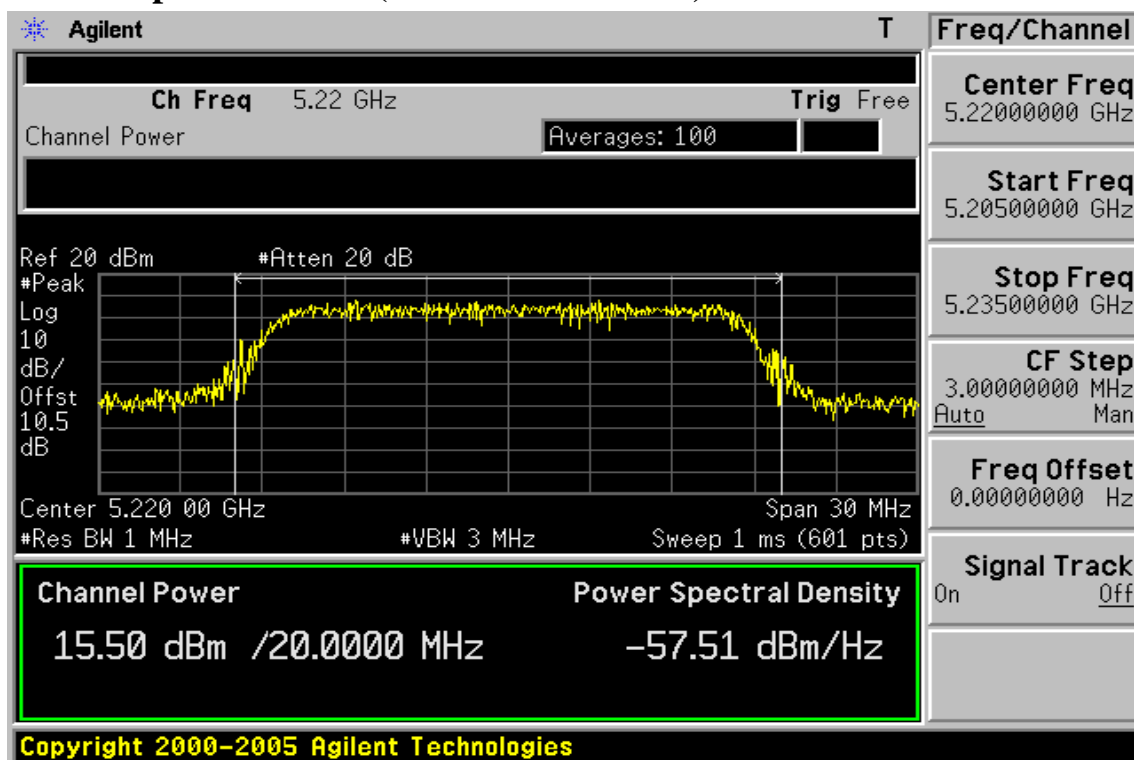 Agilent T
Freq/Channel
Ch Freq 5.22 GHz Trig Free
Channel Power Averages: 100
Center Freq
5.22000000 GHz
Start Freq
5.20500000 GHz
Ref 20 dBm #Atten 20 dB
#Peak
Log
10
dB/
Offst
10.5
dB
Center 5.220 00 GHz Span 30 MHz
#Res BW 1 MHz #VBW 3 MHz Sweep 1 ms (601 pts)
Stop Freq
5.23500000 GHz
CF Step
3.00000000 MHz
Auto Man
Freq Offset
0.00000000 Hz
Signal Track
On Off
Channel Power Power Spectral Density
15.50 dBm /20.0000 MHz -57.51 dBm/Hz
Copyright 2000-2005 Agilent Technologies